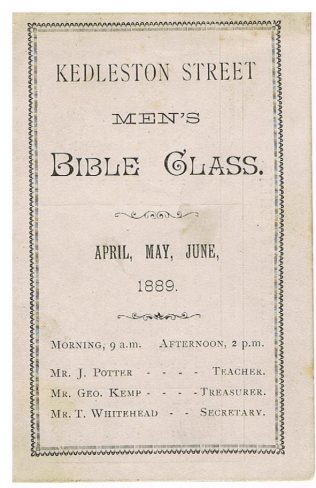 KEDLESTON STREET
MEN'S
BIBLE CLASS.
APRIL, MAY, JUNE,
1889.
MORNING, 9 a.m. AFTERNOON, 2 p.m.
MR. J. POTTER - - - - TEACHER.
MR. GEO. KEMP - - - - TREASURER.
MR. T. WHITEHEAD - - SECRETARY.